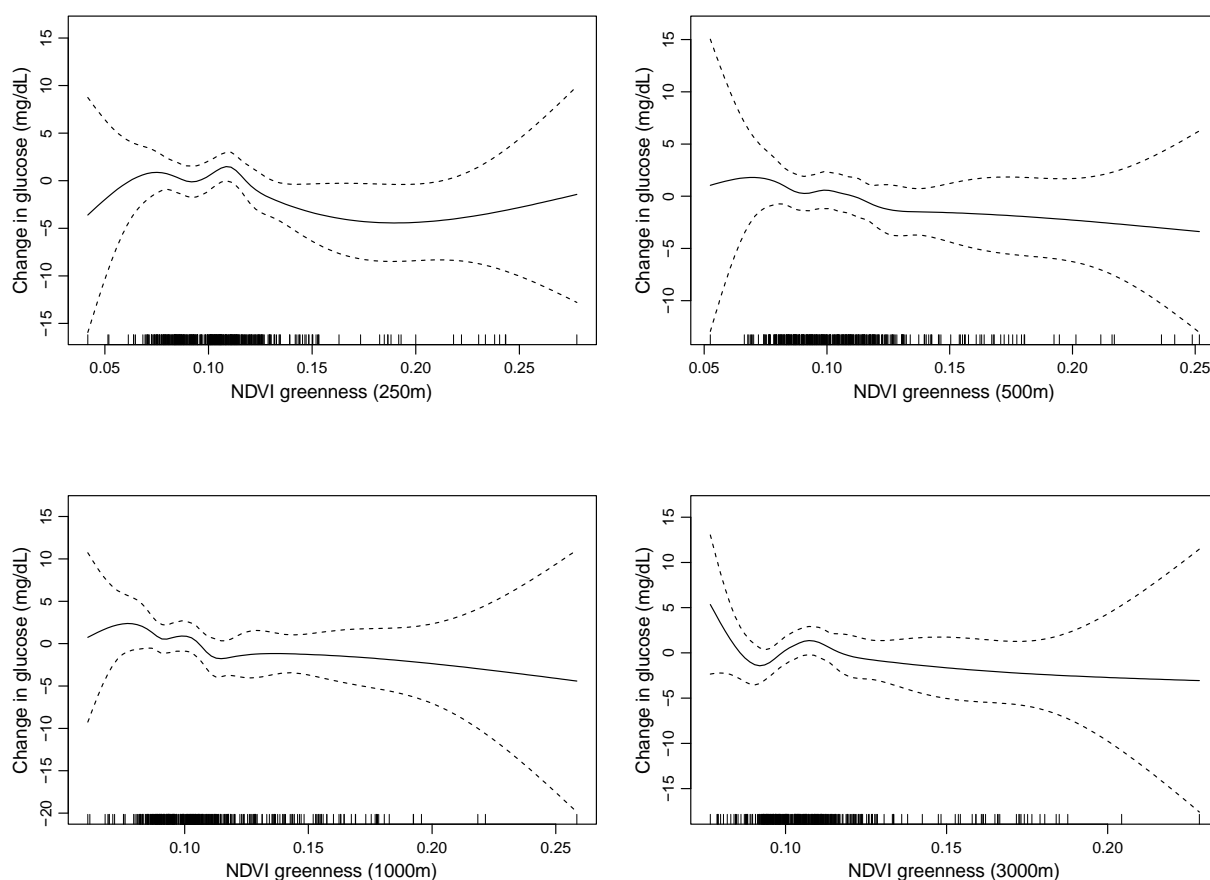 Change in glucose (mg/dL)
15
10
5
0
−5
−10
−15
0.05 0.10 0.15 0.20 0.25
NDVI greenness (250m)
Change in glucose (mg/dL)
15
10
5
0
−5
−10
0.05 0.10 0.15 0.20 0.25
NDVI greenness (500m)
Change in glucose (mg/dL)
15
10
5
0
−5
−10
−15
−20
0.10 0.15 0.20 0.25
NDVI greenness (1000m)
Change in glucose (mg/dL)
15
10
5
0
−5
−10
−15
0.10 0.15 0.20
NDVI greenness (3000m)